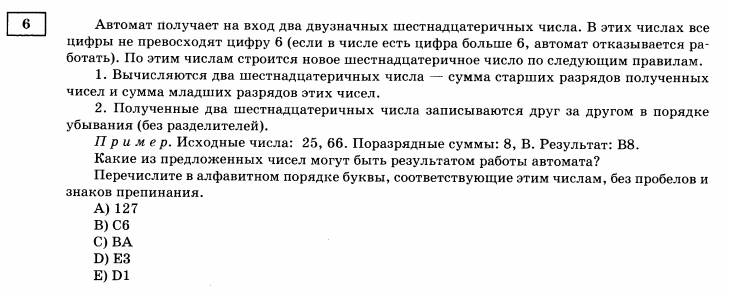 6
Автомат получает на вход два двузначных шестнадцатеричных числа. В этих числах все
цифры не превосходят цифру 6 (если в числе есть цифра больше 6, автомат отказывается ра-
ботать). По этим числам строится новое шестнадцатеричное число по следующим правилам.
1. Вычисляются два шестнадцатеричных числа — сумма старших разрядов полученных
чисел и сумма младших разрядов этих чисел.
2. Полученные два шестнадцатеричных числа записываются друг за другом в порядке
убывания (без разделителей).
Пример. Исходные числа: 25, 66. Поразрядные суммы: 8, B. Результат: B8.
Какие из предложенных чисел могут быть результатом работы автомата?
Перечислите в алфавитном порядке буквы, соответствующие этим числам, без пробелов и
знаков препинания.
A) 127
B) C6
C) BA
D) E3
E) D1